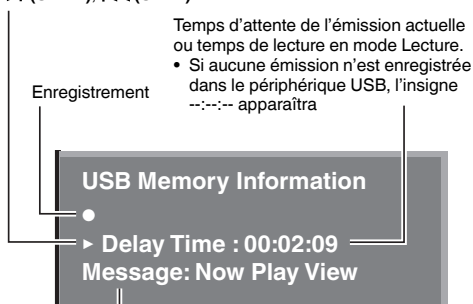 Temps d'attente de l'émission actuelle
ou temps de lecture en mode Lecture.
• Si aucune émission n'est enregistrée
dans le périphérique USB, l'insigne
--:--:-- apparaîtra
Enregistrement
USB Memory Information
●
► Delay Time : 00:02:09
Message: Now Play View